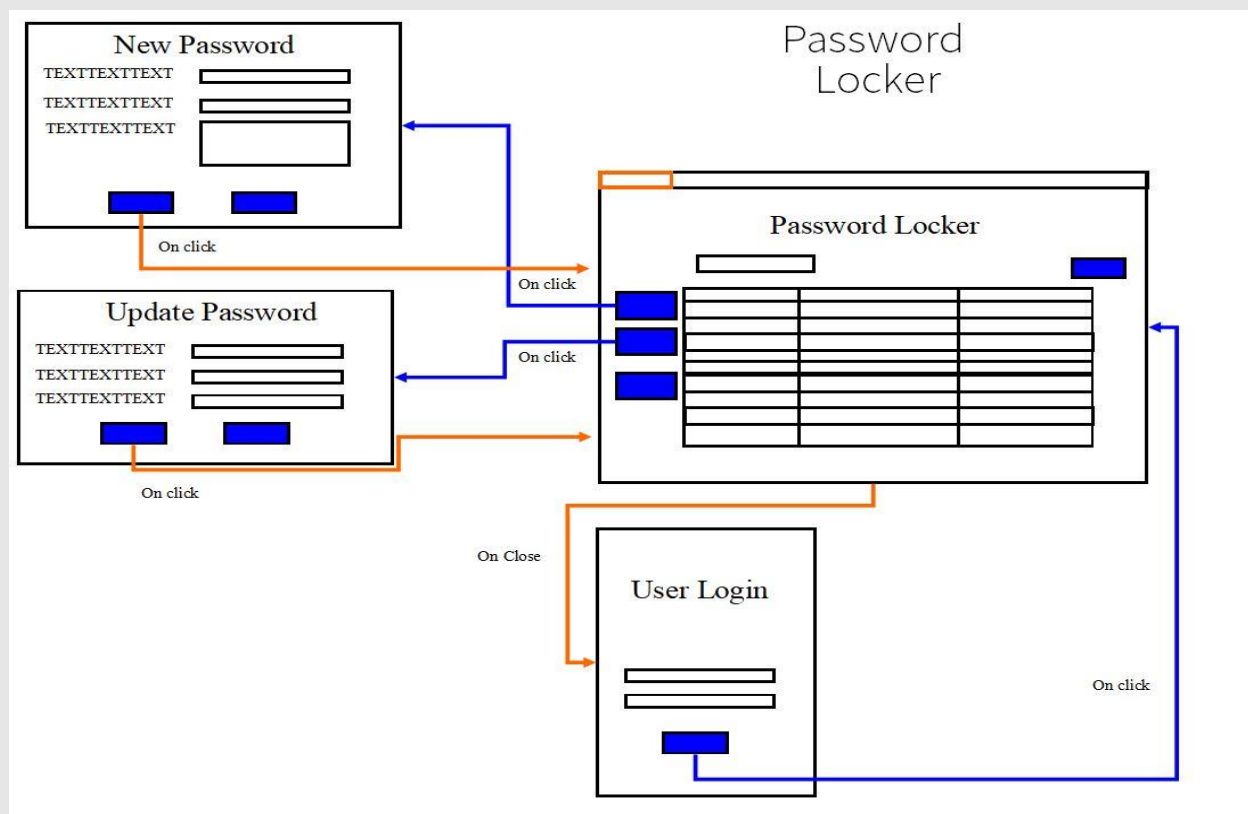 Password
Locker
New Password
TEXTTEXTTEXT
TEXTTEXTTEXT
TEXTTEXTTEXT
On click
Password Locker
On click
Update Password
TEXTTEXTTEXT
TEXTTEXTTEXT
TEXTTEXTTEXT
On click
On click
On Close
User Login
On click